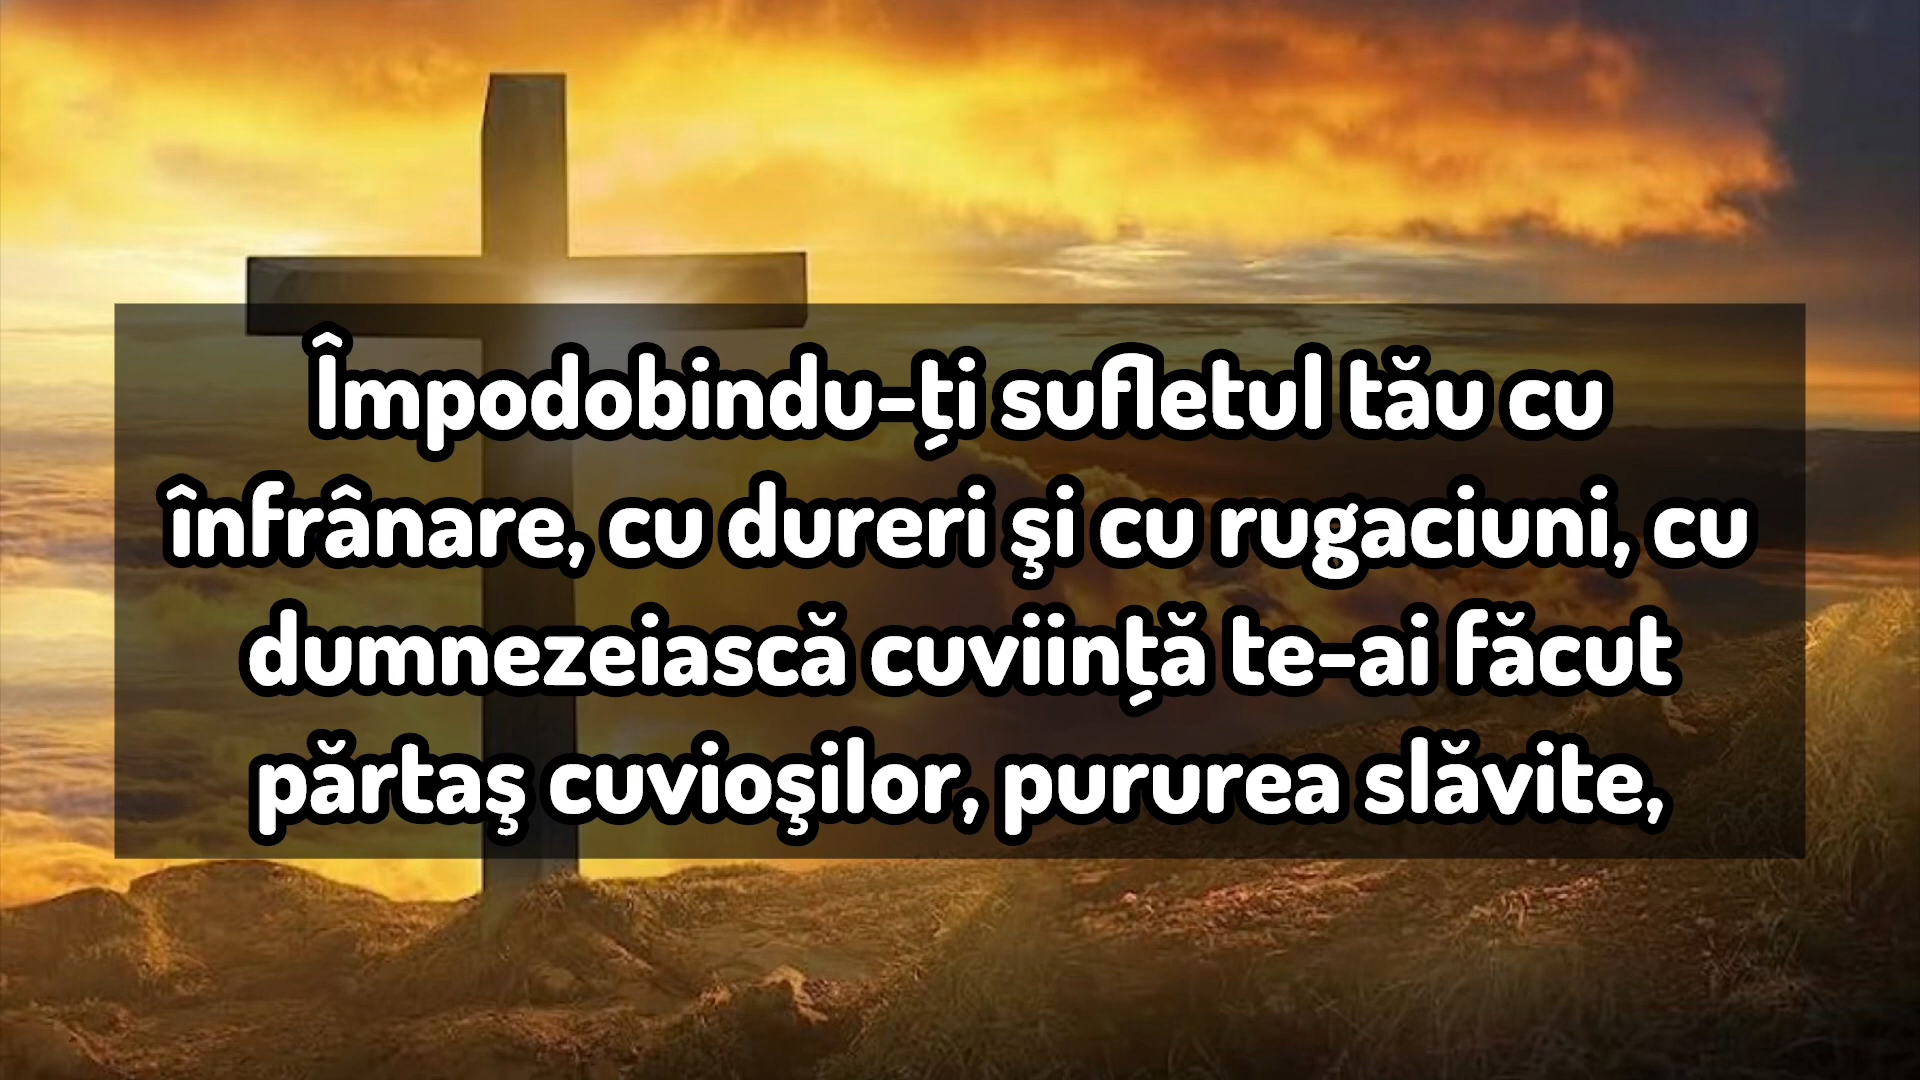 Împodobindu-ţi sufletul tău cu
înfrânare, cu dureri şi cu rugaciuni, cu
dumnezeiască cuviinţă te-ai făcut
părtaş cuvioşilor, pururea slăvite,